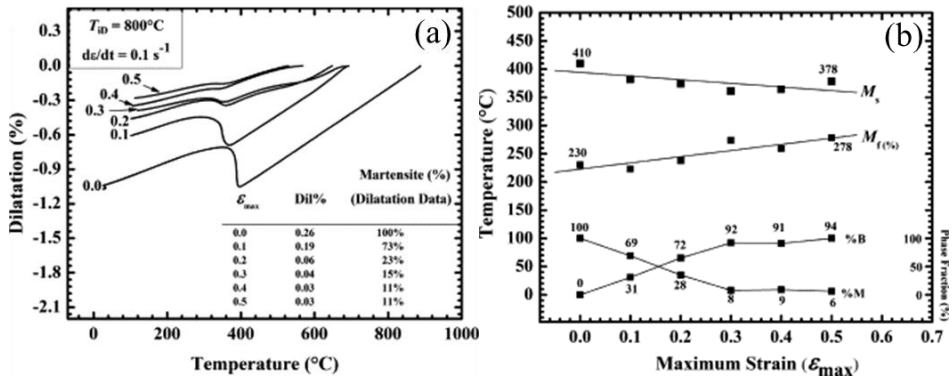 (a)
T_iD = 800°C
dε/dt = 0.1 s⁻¹
0.3
0.0
-0.3
-0.6
-0.9
-1.2
-1.5
-1.8
-2.1
Dilatation (%)
0.5
0.4
0.3
0.2
0.1
0.0
Martensite (%)
ε_max Dil% (Dilatation Data)
0.0 0.26 100%
0.1 0.19 73%
0.2 0.06 23%
0.3 0.04 15%
0.4 0.03 11%
0.5 0.03 11%
0 200 400 600 800 1000
Temperature (°C)
(b)
500
450
400
350
300
250
200
150
100
50
0
Temperature (°C)
410
378
M_s
230
278
M_f(%)
100 69 72 92 91 94
%B
0 31 28 8 9 6
%M
100
50
0
Phase Fraction (%)
0.0 0.1 0.2 0.3 0.4 0.5 0.6 0.7
Maximum Strain (ε_max)